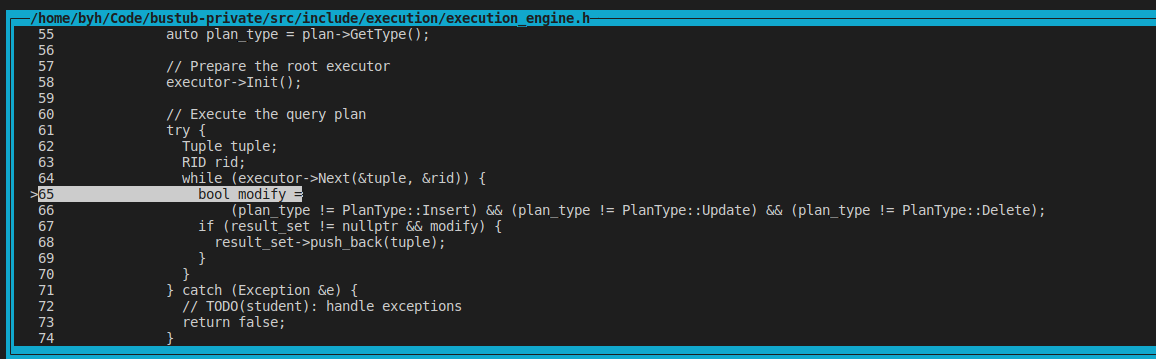 /home/byh/Code/bustub-private/src/include/execution/execution_engine.h
55 auto plan_type = plan->GetType();
56
57 // Prepare the root executor
58 executor->Init();
59
60 // Execute the query plan
61 try {
62 Tuple tuple;
63 RID rid;
64 while (executor->Next(&tuple, &rid)) {
>65 bool modify =
66 (plan_type != PlanType::Insert) && (plan_type != PlanType::Update) && (plan_type != PlanType::Delete);
67 if (result_set != nullptr && modify) {
68 result_set->push_back(tuple);
69 }
70 }
71 } catch (Exception &e) {
72 // TODO(student): handle exceptions
73 return false;
74 }